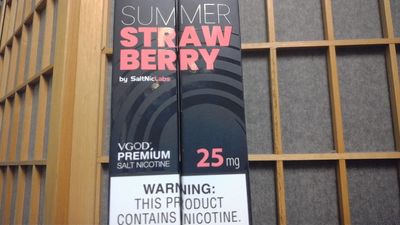 SUMMER
STRAW
BERRY
by SaltNicLabs
VGOD
PREMIUM
SALT NICOTINE
25mg
WARNING:
THIS PRODUCT
CONTAINS NICOTINE.